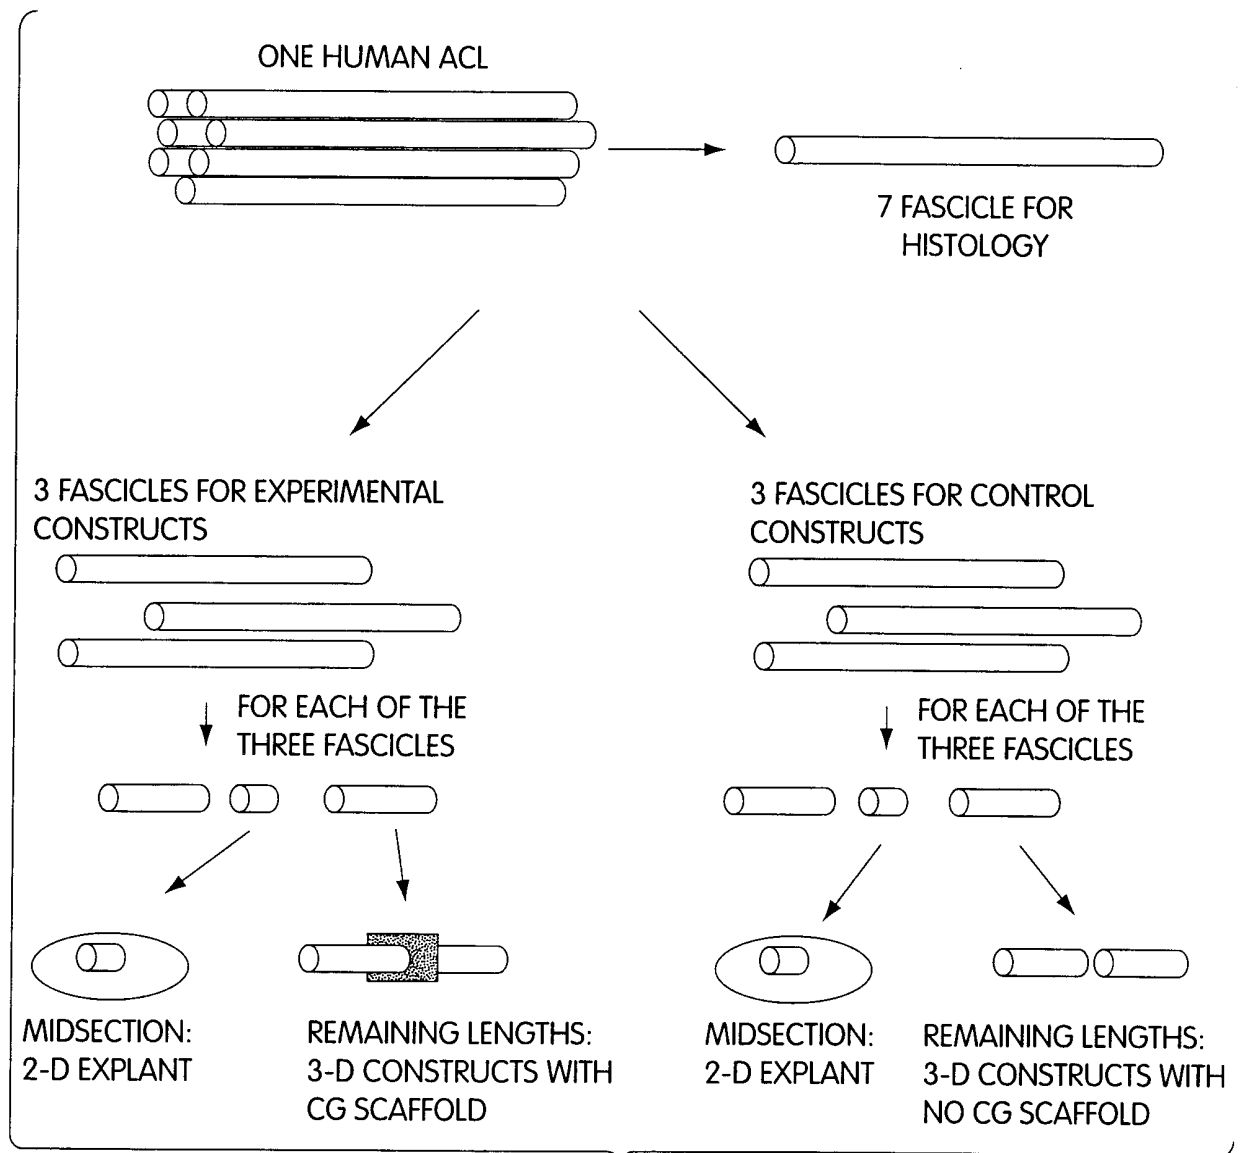 ONE HUMAN ACL
7 FASCICLE FOR
HISTOLOGY
3 FASCICLES FOR EXPERIMENTAL
CONSTRUCTS
3 FASCICLES FOR CONTROL
CONSTRUCTS
FOR EACH OF THE
THREE FASCICLES
FOR EACH OF THE
THREE FASCICLES
MIDSECTION:
2-D EXPLANT
REMAINING LENGTHS:
3-D CONSTRUCTS WITH
CG SCAFFOLD
MIDSECTION:
2-D EXPLANT
REMAINING LENGTHS:
3-D CONSTRUCTS WITH
NO CG SCAFFOLD